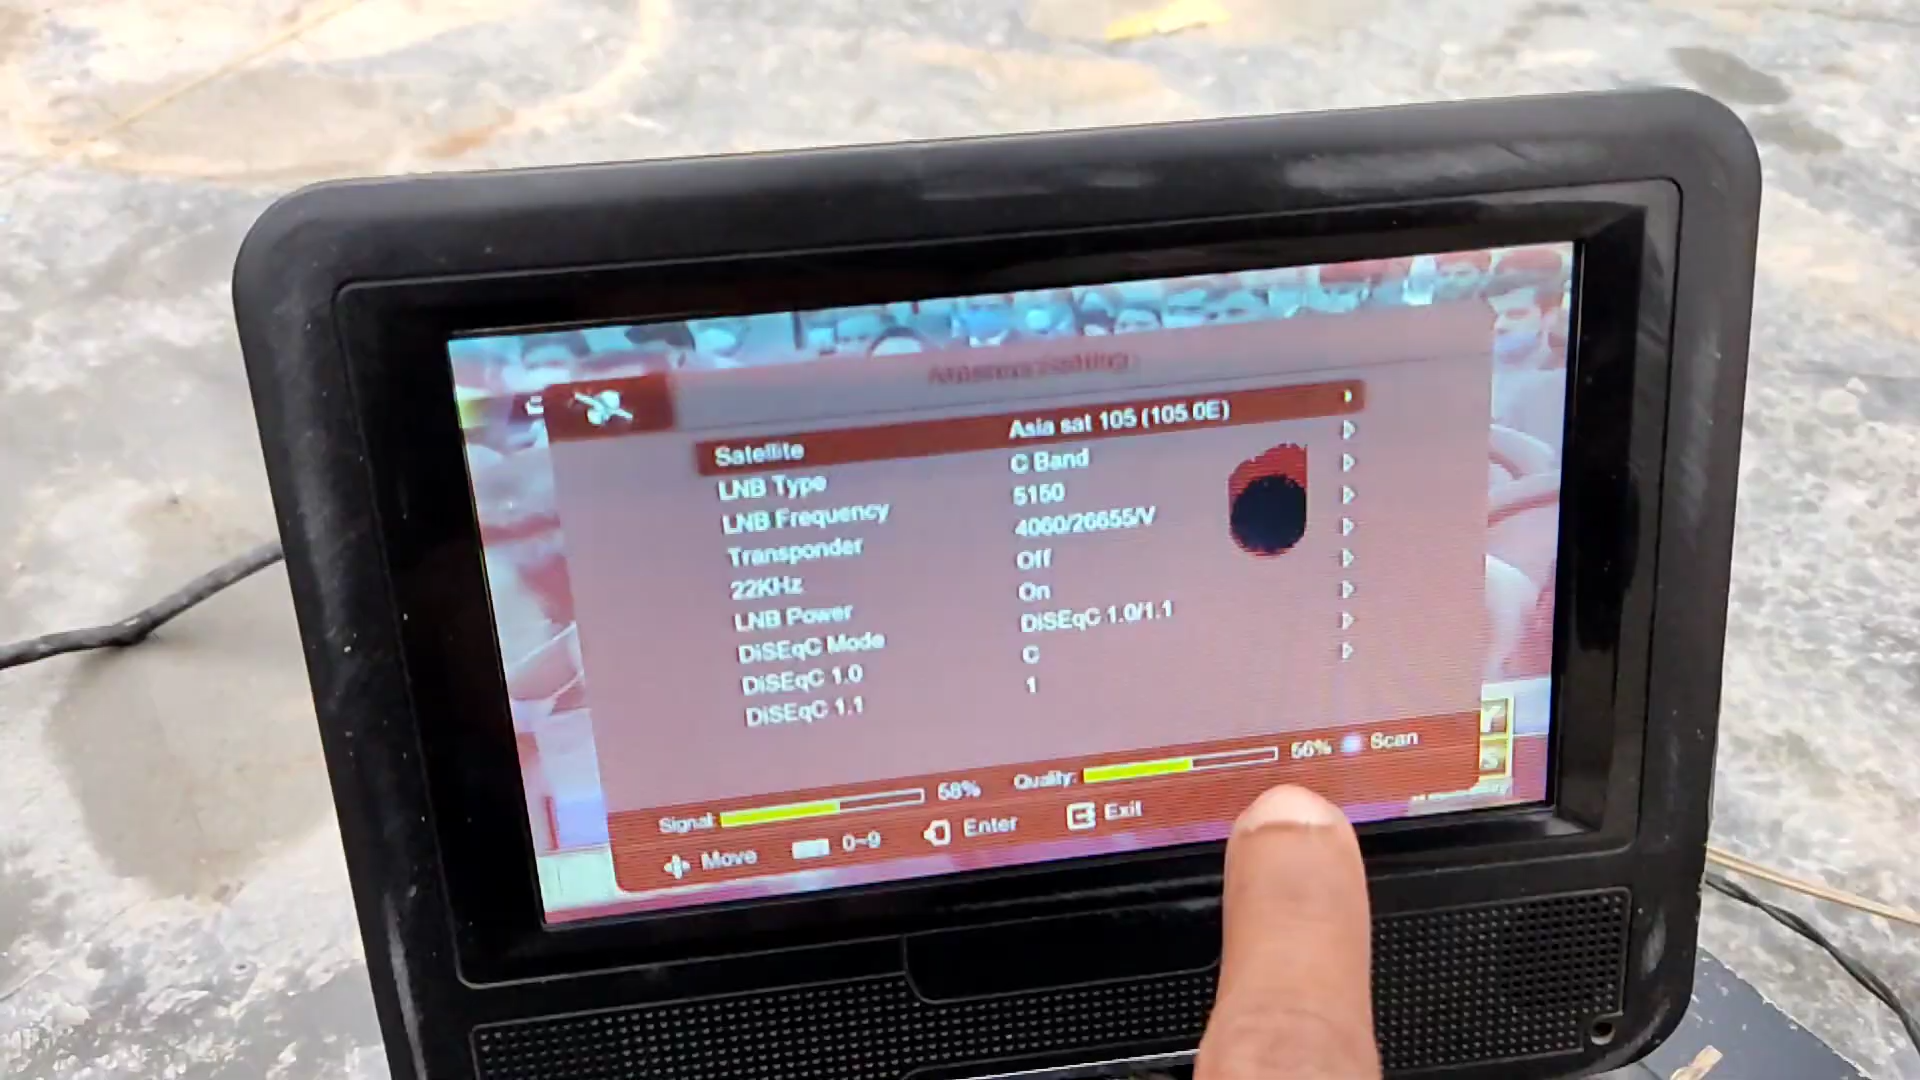 Antenna Setting
Satellite Asia sat 105 (105.0E)
LNB Type C Band
LNB Frequency 5150
Transponder 4060/26655/V
22KHz Off
LNB Power On
DiSEqC Mode DiSEqC 1.0/1.1
DiSEqC 1.0 C
DiSEqC 1.1 1
Signal: 58% Quality: 56% Scan
Move 0~9 Enter Exit
Y
S